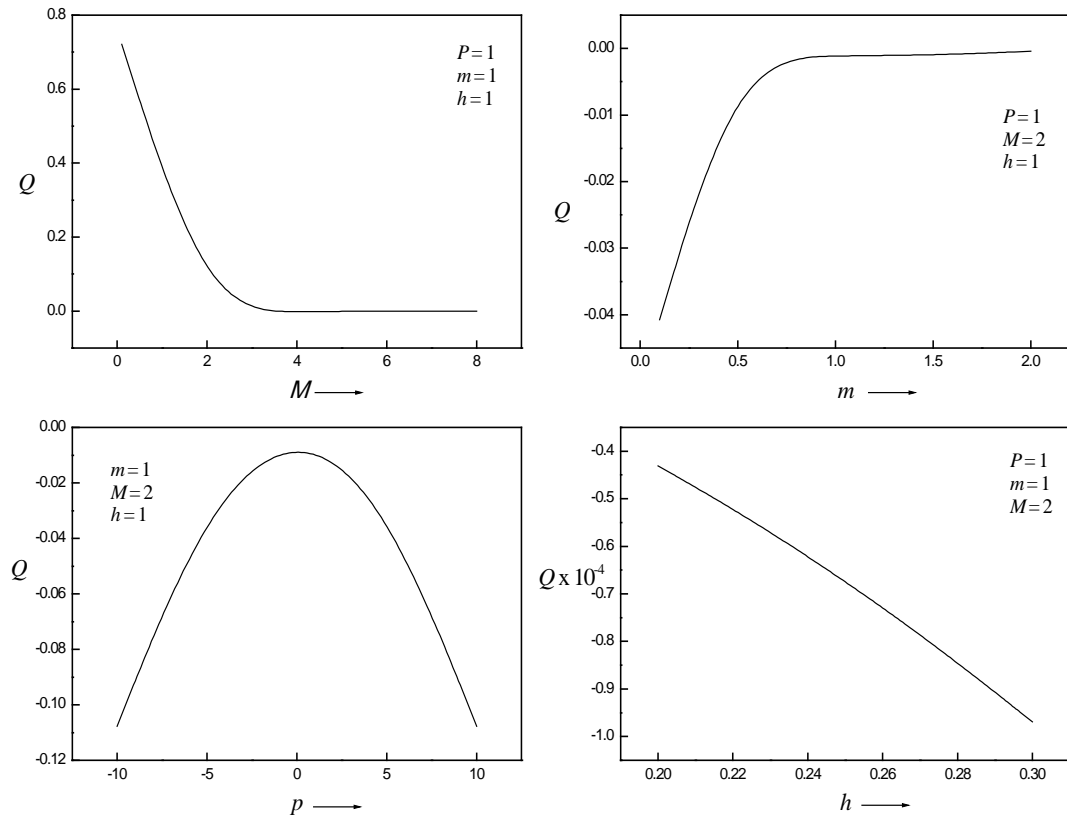 0.8
0.6
0.4
0.2
0.0
Q
P=1
m=1
h=1
0 2 4 6 8
M
0.00
-0.01
-0.02
-0.03
-0.04
Q
P=1
M=2
h=1
0.0 0.5 1.0 1.5 2.0
m
0.00
-0.02
-0.04
-0.06
-0.08
-0.10
-0.12
Q
m=1
M=2
h=1
-10 -5 0 5 10
p
-0.4
-0.5
-0.6
-0.7
-0.8
-0.9
-1.0
Q x 10⁻⁴
P=1
m=1
M=2
0.20 0.22 0.24 0.26 0.28 0.30
h